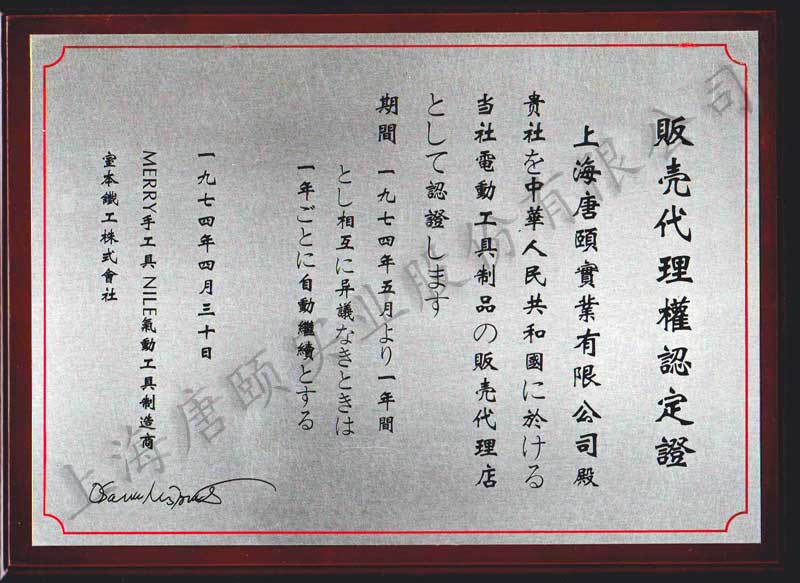 販売代理權認定證
上海唐頤實業有限公司殿
貴社を中華人民共和國に於ける
当社電動工具制品の販売代理店
として認證します
期間 一九七四年五月より一年間
とし相互に异議なきときは
一年ごとに自動繼續とする
一九七四年四月三十日
MERRY手工具 NILE氣動工具制造商
室本鐵工株式會社
上海唐颐实业股份有限公司